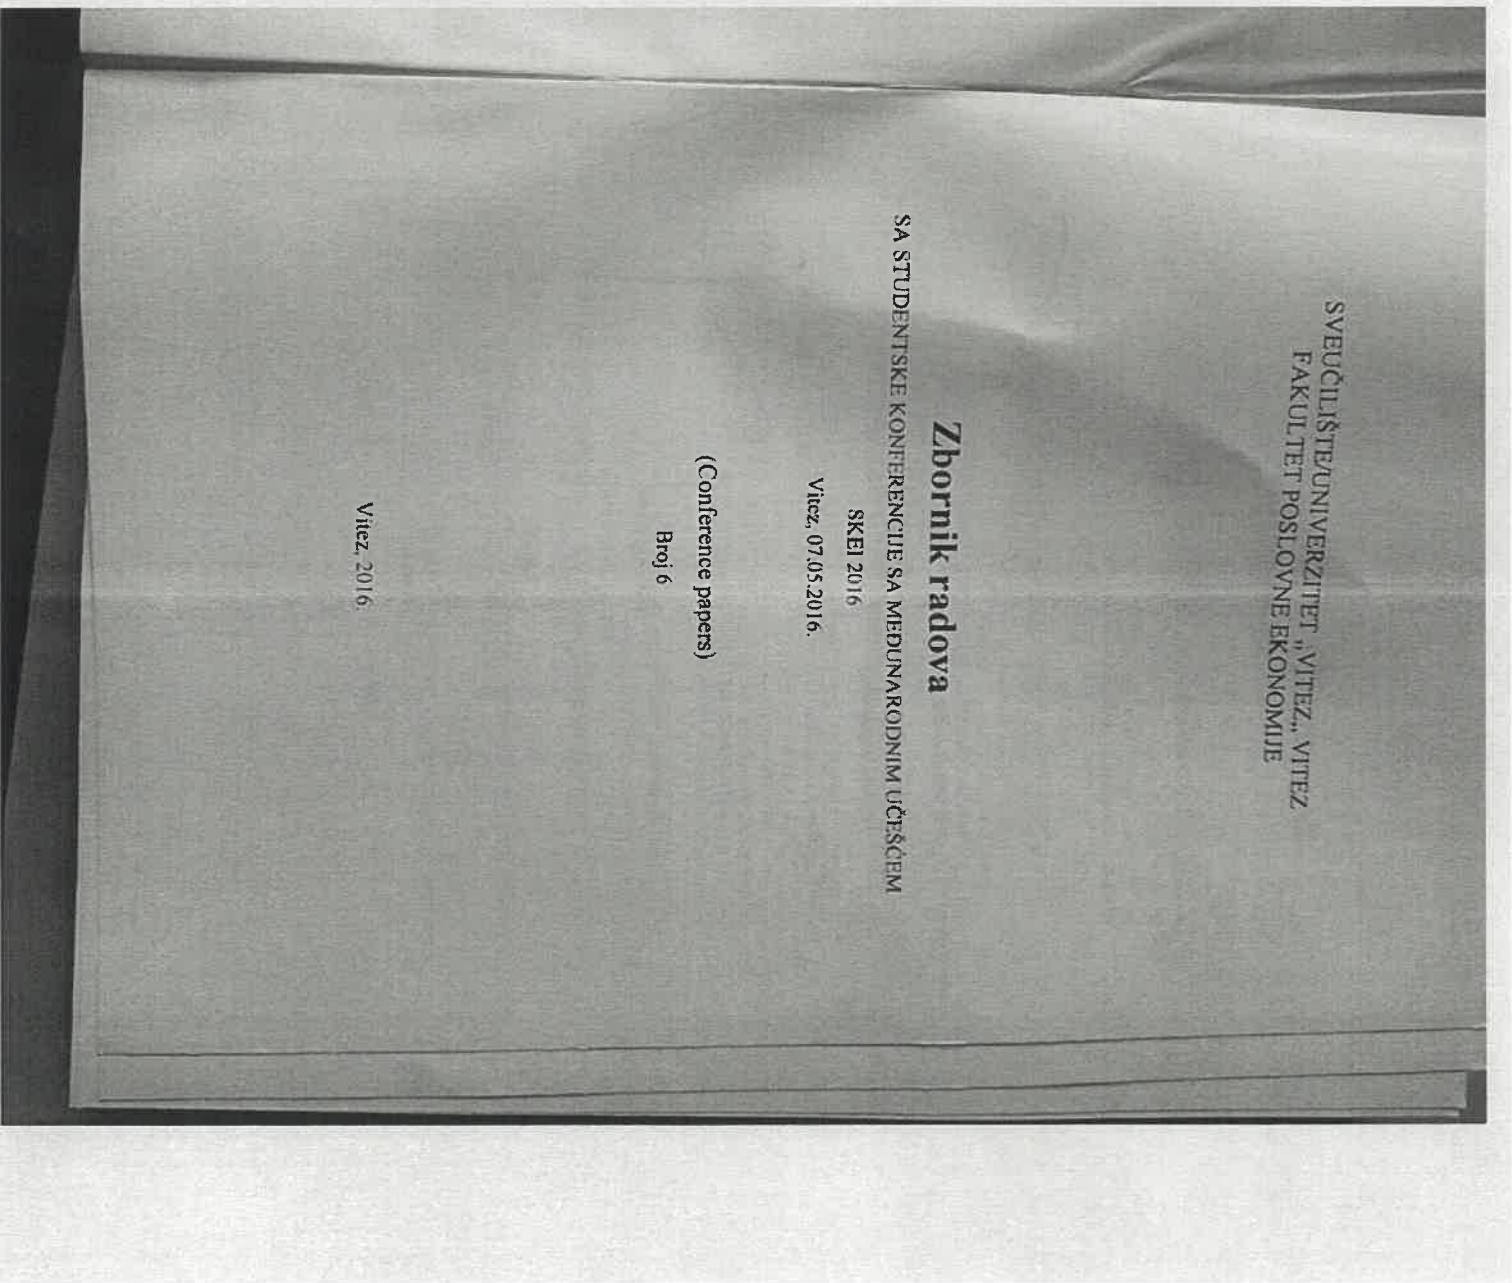 SVEUČILIŠTE/UNIVERZITET „VITEZ„ VITEZ
FAKULTET POSLOVNE EKONOMIJE
Zbornik radova
SA STUDENTSKE KONFERENCIJE SA MEĐUNARODNIM UČEŠĆEM
SKEI 2016
Vitez, 07.05.2016.
(Conference papers)
Broj 6
Vitez, 2016.